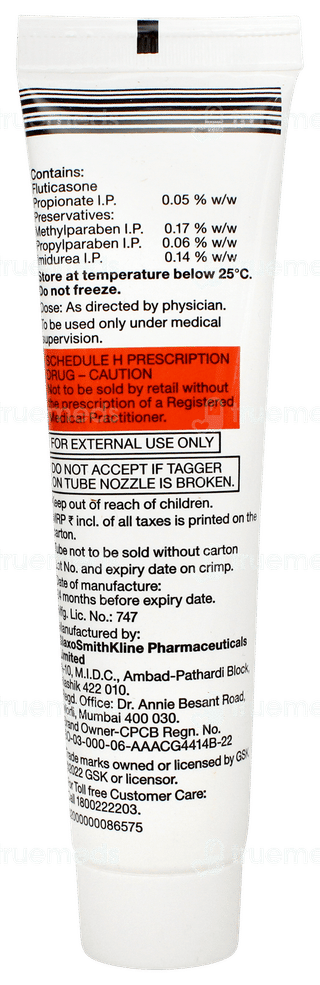 Contains:
Fluticasone
Propionate I.P. 0.05 % w/w
Preservatives:
Methylparaben I.P. 0.17 % w/w
Propylparaben I.P. 0.06 % w/w
Imidurea I.P. 0.14 % w/w
Store at temperature below 25°C.
Do not freeze.
Dose: As directed by physician.
To be used only under medical
supervision.
SCHEDULE H PRESCRIPTION
DRUG – CAUTION
Not to be sold by retail without
the prescription of a Registered
Medical Practitioner.
FOR EXTERNAL USE ONLY
DO NOT ACCEPT IF TAGGER
ON TUBE NOZZLE IS BROKEN.
Keep out of reach of children.
MRP ₹ incl. of all taxes is printed on the
carton.
Tube not to be sold without carton
Lot No. and expiry date on crimp.
Date of manufacture:
months before expiry date.
Mfg. Lic. No.: 747
Manufactured by:
GlaxoSmithKline Pharmaceuticals
Limited
M.I.D.C., Ambad-Pathardi Block,
Nashik 422 010.
Regd. Office: Dr. Annie Besant Road,
Worli, Mumbai 400 030.
Brand Owner-CPCB Regn. No.
O-03-000-06-AAACG4414B-22
Trade marks owned or licensed by GSK
2022 GSK or licensor.
For Toll free Customer Care:
Call 1800222203.
truemeds